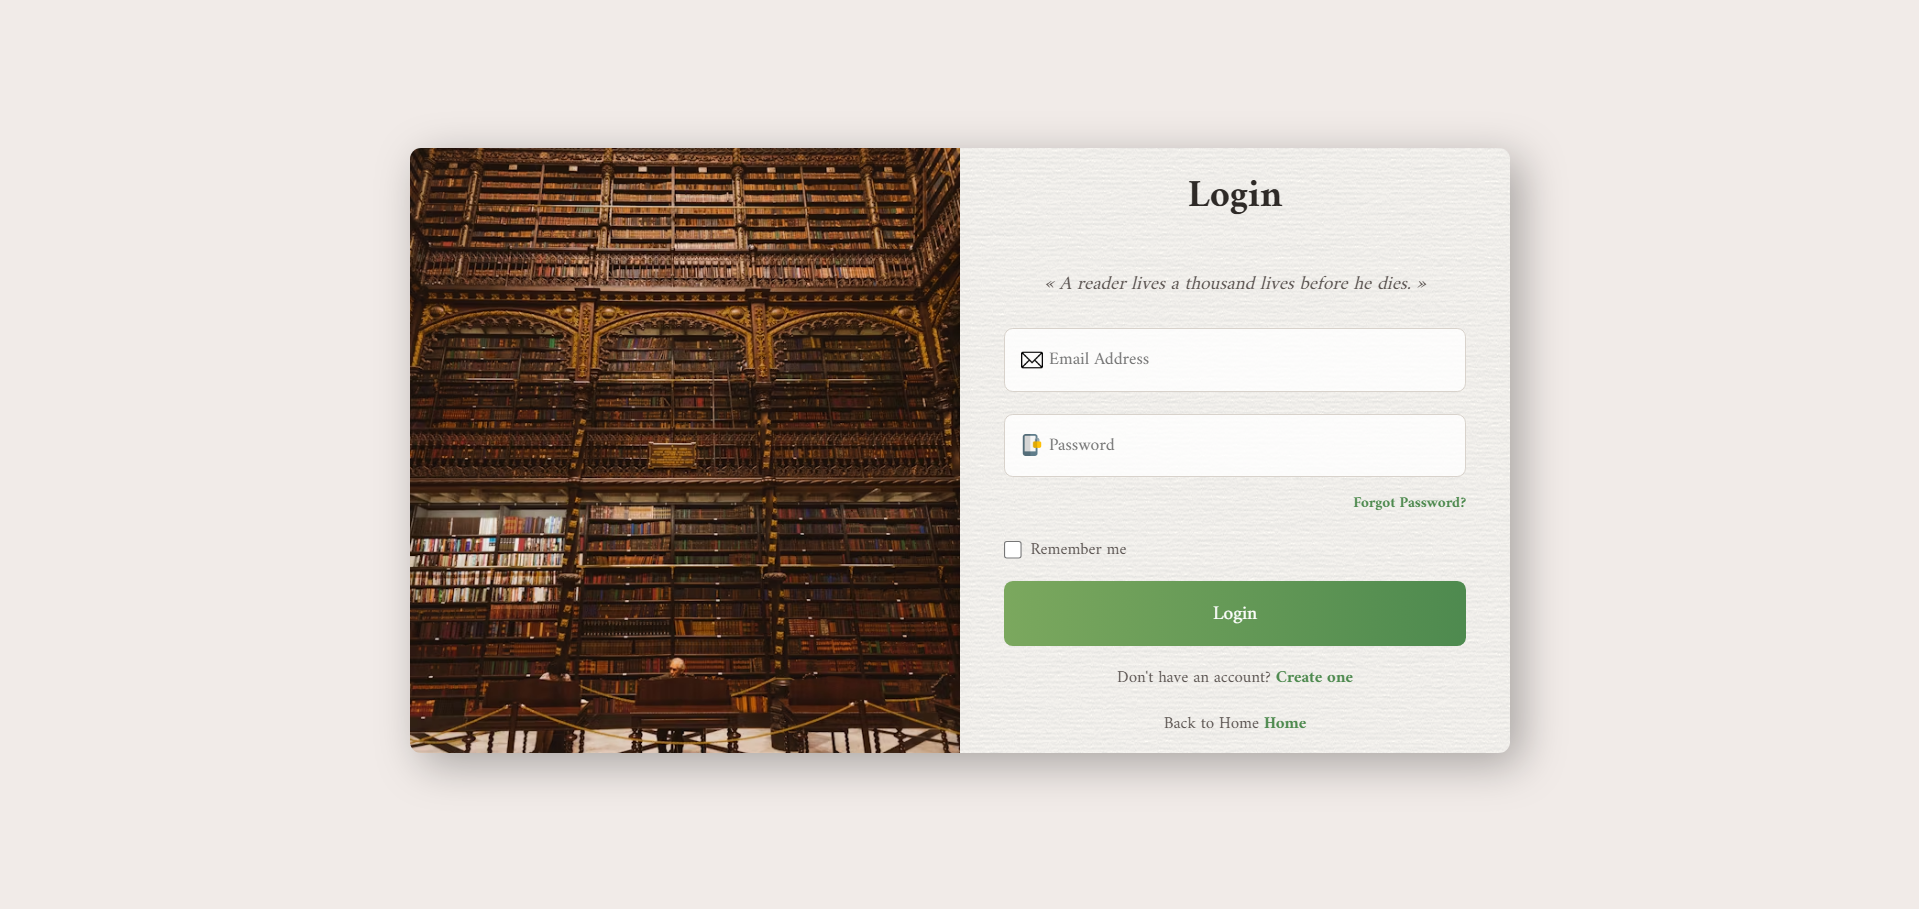 Login
« A reader lives a thousand lives before he dies. »
Email Address
Password
Forgot Password?
Remember me
Login
Don't have an account? Create one
Back to Home Home